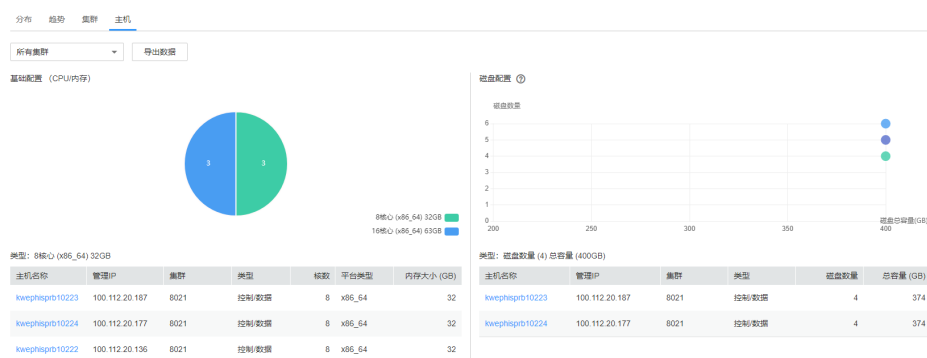 分布 趋势 集群 主机
所有集群 导出数据
基础配置 （CPU/内存）
3 3
8核心 (x86_64) 32GB
16核心 (x86_64) 63GB
类型：8核心 (x86_64) 32GB
主机名称 管理IP 集群 类型 核数 平台类型 内存大小 (GB)
kwephisprb10223 100.112.20.187 8021 控制/数据 8 x86_64 32
kwephisprb10224 100.112.20.177 8021 控制/数据 8 x86_64 32
kwephisprb10222 100.112.20.136 8021 控制/数据 8 x86_64 32
磁盘配置 ?
磁盘数量
6
5
4
3
2
1
0
200 250 300 350 400
磁盘总容量(GB)
类型：磁盘数量 (4) 总容量 (400GB)
主机名称 管理IP 集群 类型 磁盘数量 总容量 (GB)
kwephisprb10223 100.112.20.187 8021 控制/数据 4 374
kwephisprb10224 100.112.20.177 8021 控制/数据 4 374